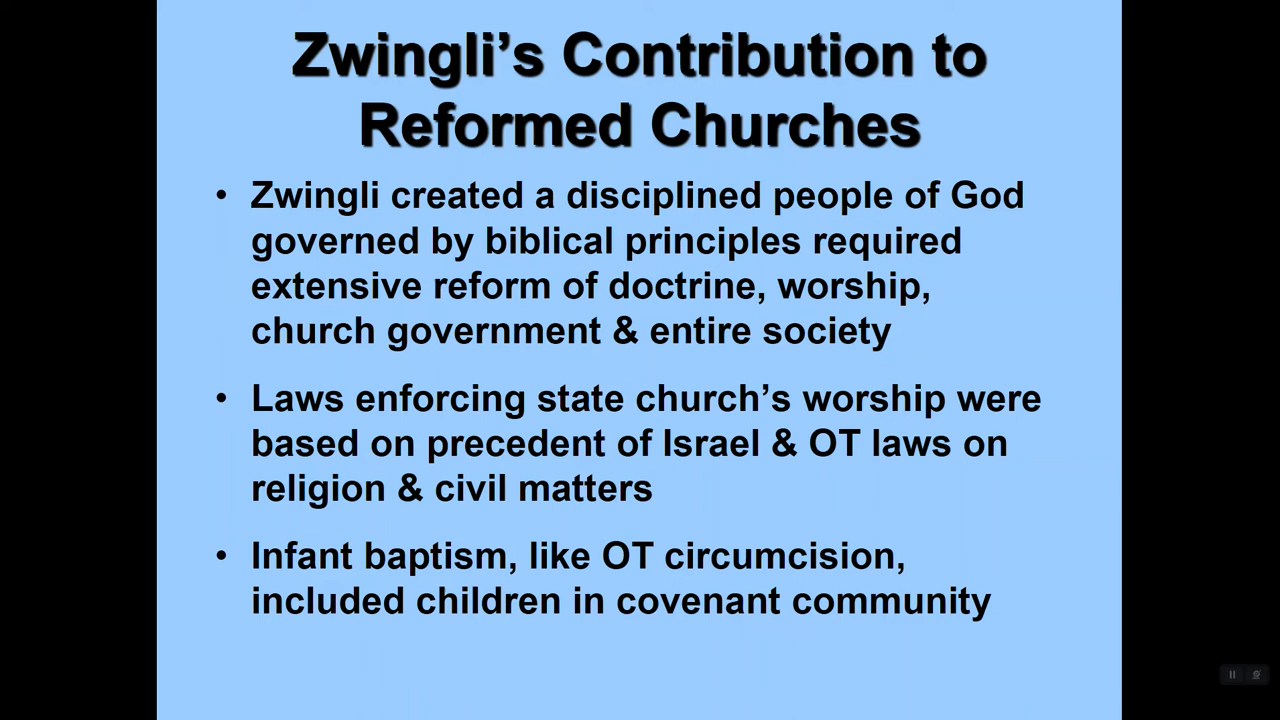 Zwingli’s Contribution to
Reformed Churches
• Zwingli created a disciplined people of God
governed by biblical principles required
extensive reform of doctrine, worship,
church government & entire society
• Laws enforcing state church’s worship were
based on precedent of Israel & OT laws on
religion & civil matters
• Infant baptism, like OT circumcision,
included children in covenant community